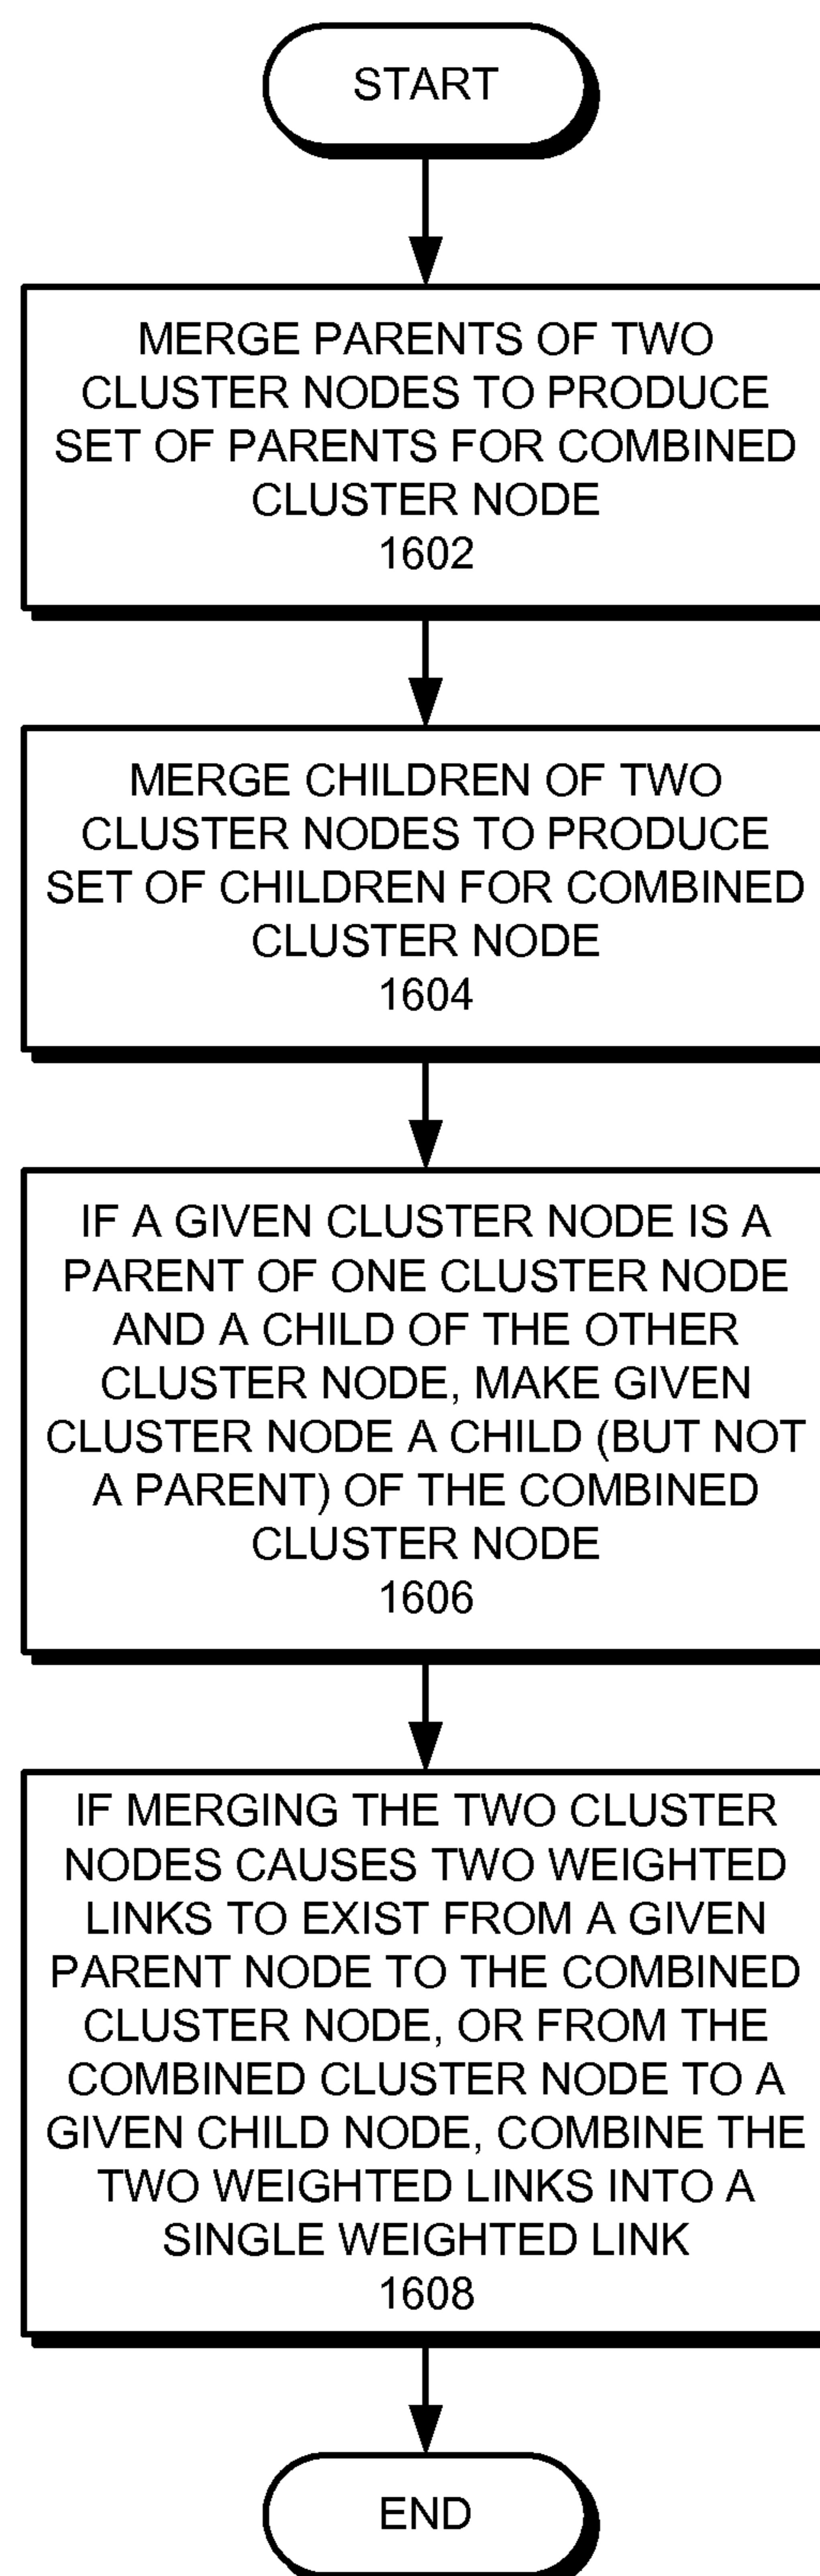 START
MERGE PARENTS OF TWO
CLUSTER NODES TO PRODUCE
SET OF PARENTS FOR COMBINED
CLUSTER NODE
1602
MERGE CHILDREN OF TWO
CLUSTER NODES TO PRODUCE
SET OF CHILDREN FOR COMBINED
CLUSTER NODE
1604
IF A GIVEN CLUSTER NODE IS A
PARENT OF ONE CLUSTER NODE
AND A CHILD OF THE OTHER
CLUSTER NODE, MAKE GIVEN
CLUSTER NODE A CHILD (BUT NOT
A PARENT) OF THE COMBINED
CLUSTER NODE
1606
IF MERGING THE TWO CLUSTER
NODES CAUSES TWO WEIGHTED
LINKS TO EXIST FROM A GIVEN
PARENT NODE TO THE COMBINED
CLUSTER NODE, OR FROM THE
COMBINED CLUSTER NODE TO A
GIVEN CHILD NODE, COMBINE THE
TWO WEIGHTED LINKS INTO A
SINGLE WEIGHTED LINK
1608
END